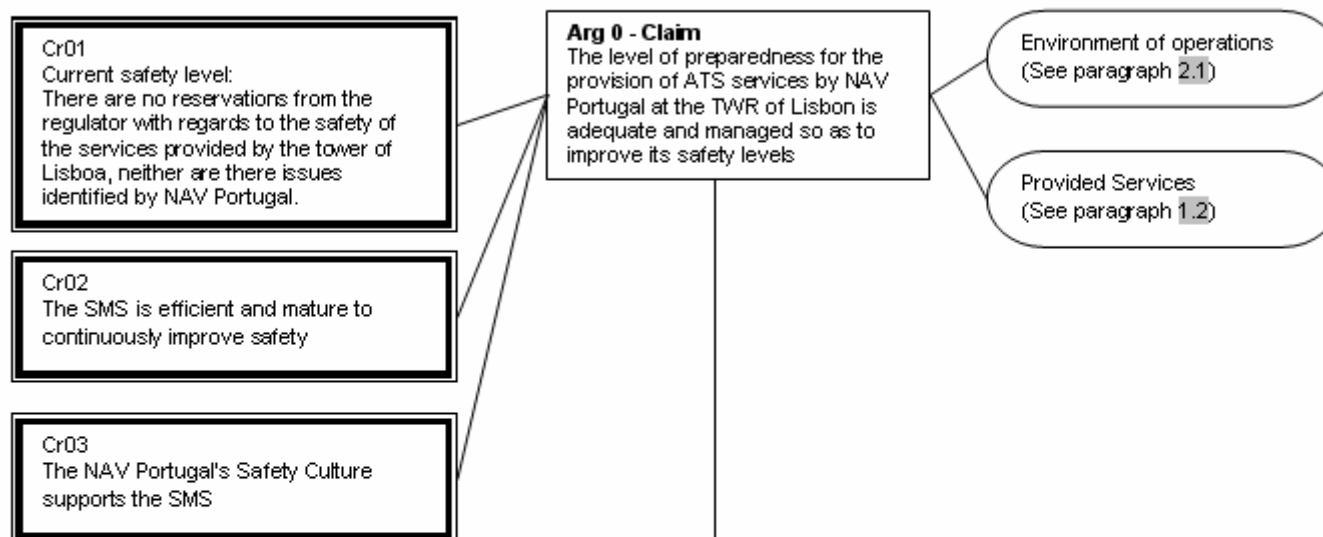 Cr01
Current safety level:
There are no reservations from the
regulator with regards to the safety of
the services provided by the tower of
Lisboa, neither are there issues
identified by NAV Portugal.
Cr02
The SMS is efficient and mature to
continuously improve safety
Cr03
The NAV Portugal's Safety Culture
supports the SMS
Arg 0 - Claim
The level of preparedness for the
provision of ATS services by NAV
Portugal at the TWR of Lisbon is
adequate and managed so as to
improve its safety levels
Environment of operations
(See paragraph 2.1)
Provided Services
(See paragraph 1.2)